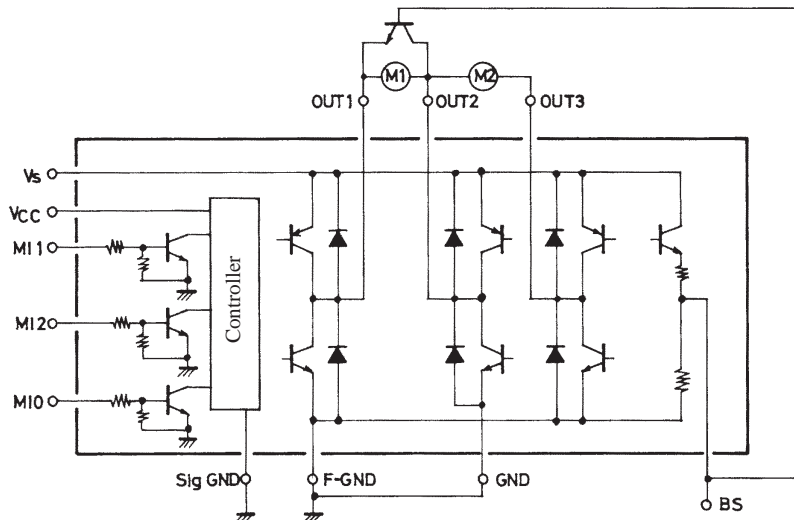 M1
M2
OUT1
OUT2
OUT3
Vs
VCC
MI1
MI2
MI0
Controller
Sig GND
F-GND
GND
BS